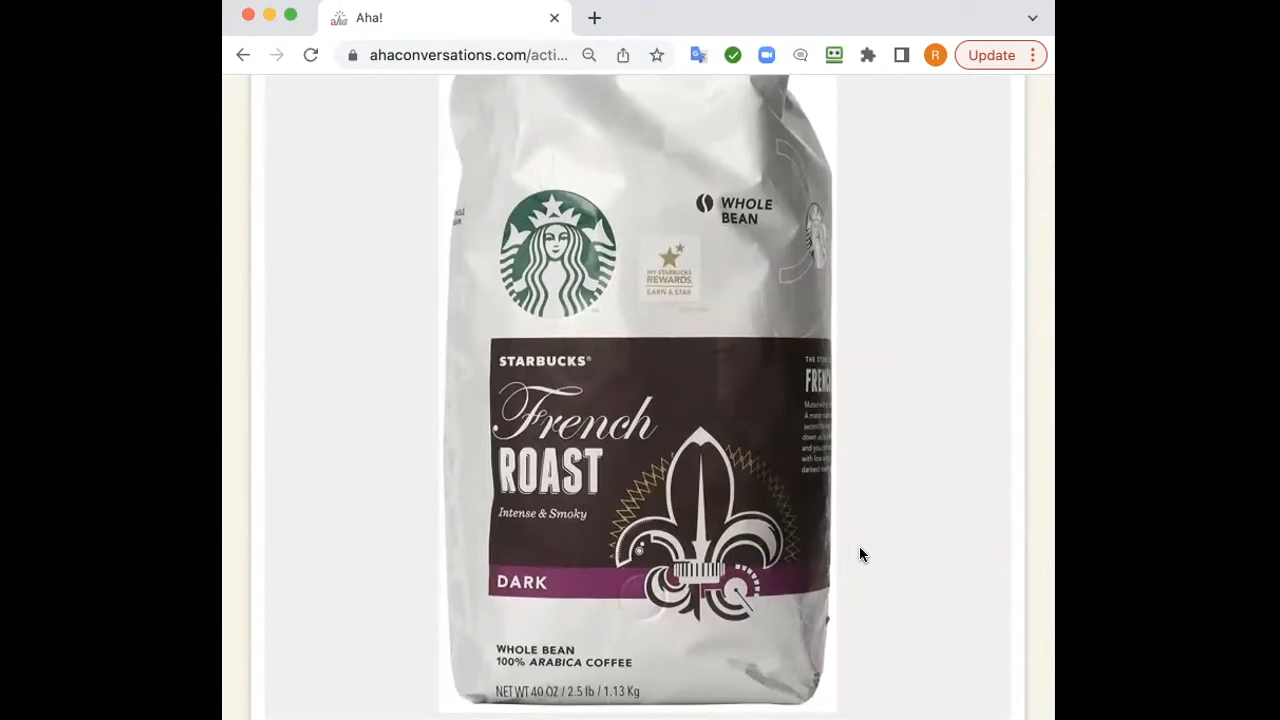 aha
Aha!
ahaconversations.com/acti...
R
Update
WHOLE
BEAN
MY STARBUCKS
REWARDS
EARN A STAR
STARBUCKS®
French
ROAST
Intense & Smoky
DARK
WHOLE BEAN
100% ARABICA COFFEE
NET WT 40 OZ / 2.5 lb / 1.13 Kg